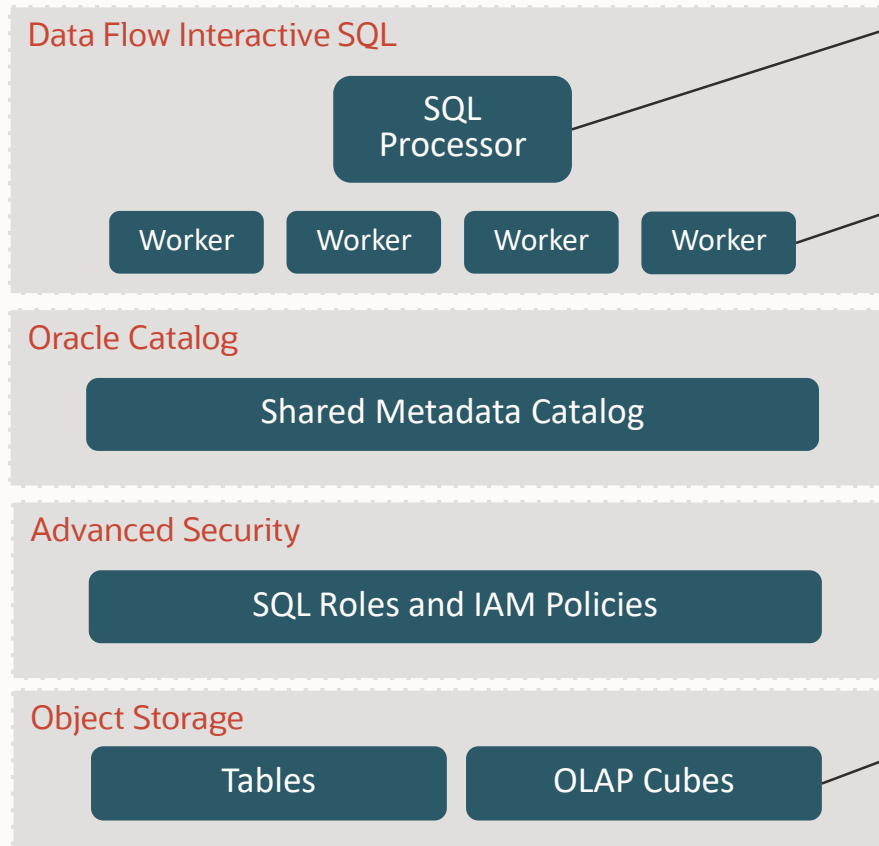 Data Flow Interactive SQL
SQL
Processor
Worker Worker Worker Worker
Oracle Catalog
Shared Metadata Catalog
Advanced Security
SQL Roles and IAM Policies
Object Storage
Tables OLAP Cubes